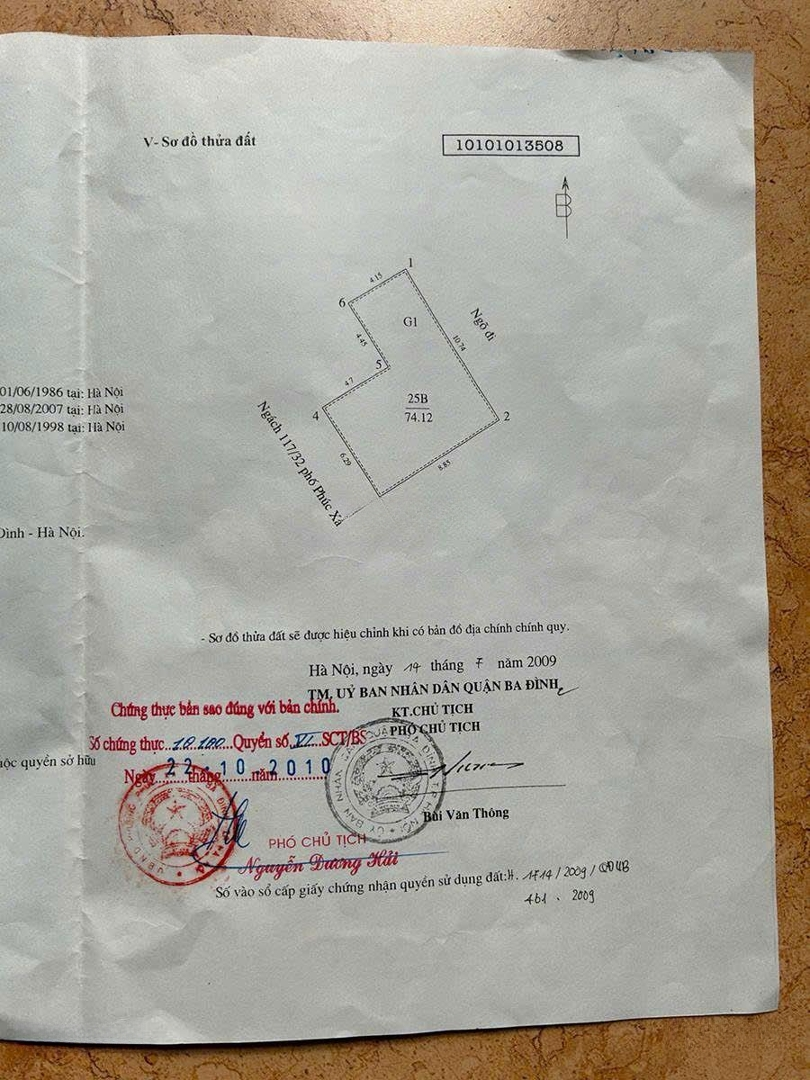 V- Sơ đồ thửa đất
10101013508
B
1
4.15
6
G1
Ngõ đi
4.45
10.74
5
4.7
25B
74.12
4
2
Ngách 117/32 phố Phúc Xá
6.29
8.85
01/06/1986 tại: Hà Nội
28/08/2007 tại: Hà Nội
10/08/1998 tại: Hà Nội
Đình - Hà Nội.
- Sơ đồ thửa đất sẽ được hiệu chỉnh khi có bản đồ địa chính chính quy.
Hà Nội, ngày 14 tháng 7 năm 2009
TM. UỶ BAN NHÂN DÂN QUẬN BA ĐÌNH
Chứng thực bản sao đúng với bản chính.
KT.CHỦ TỊCH
PHÓ CHỦ TỊCH
Số chứng thực..10.100..Quyển số..VI...SCT/BS
uộc quyền sở hữu
Ngày.......tháng.......năm..........
22-10 2010
Bùi Văn Thông
PHÓ CHỦ TỊCH
Nguyễn Dương Hải
Số vào sổ cấp giấy chứng nhận quyền sử dụng đất:H. 1714/2009/QĐUB
461 . 2009